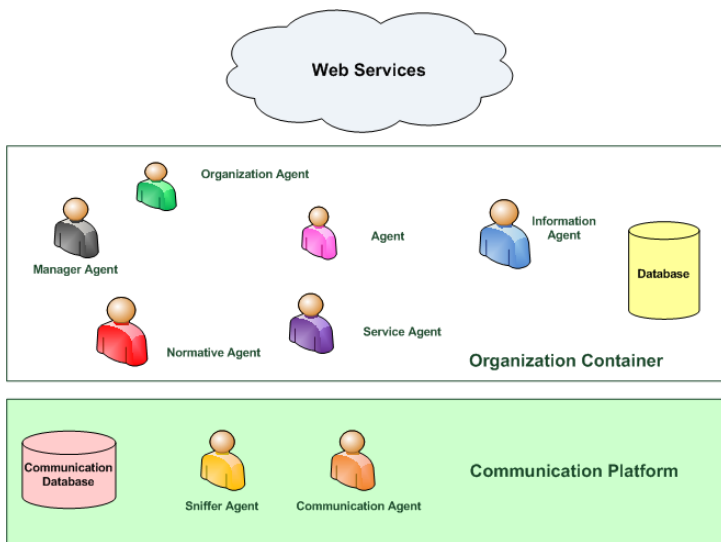 Web Services
Organization Agent
Manager Agent
Agent
Information
Agent
Database
Normative Agent
Service Agent
Organization Container
Communication
Database
Sniffer Agent
Communication Agent
Communication Platform